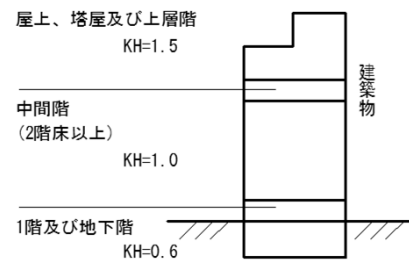 屋上、塔屋及び上層階
KH=1.5
建築物
中間階
(2階床以上)
KH=1.0
1階及び地下階
KH=0.6